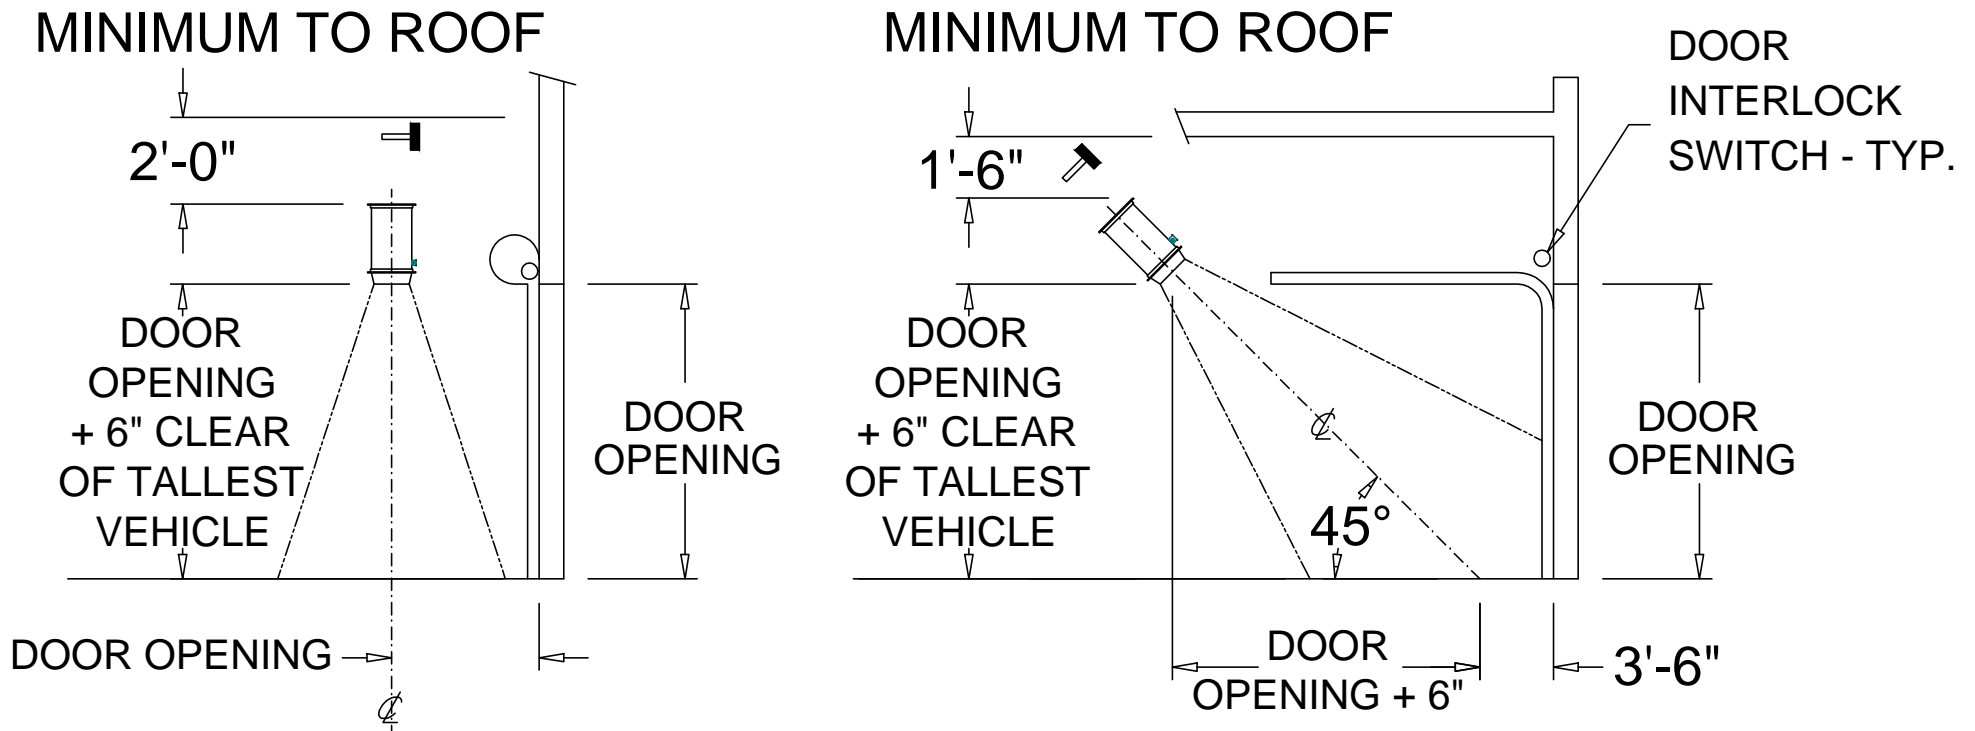 MINIMUM TO ROOF
2'-0"
DOOR
OPENING
+ 6" CLEAR
OF TALLEST
VEHICLE
DOOR
OPENING
DOOR OPENING
℄
MINIMUM TO ROOF
1'-6"
DOOR
INTERLOCK
SWITCH - TYP.
DOOR
OPENING
+ 6" CLEAR
OF TALLEST
VEHICLE
℄
45°
DOOR
OPENING
DOOR
OPENING + 6"
3'-6"